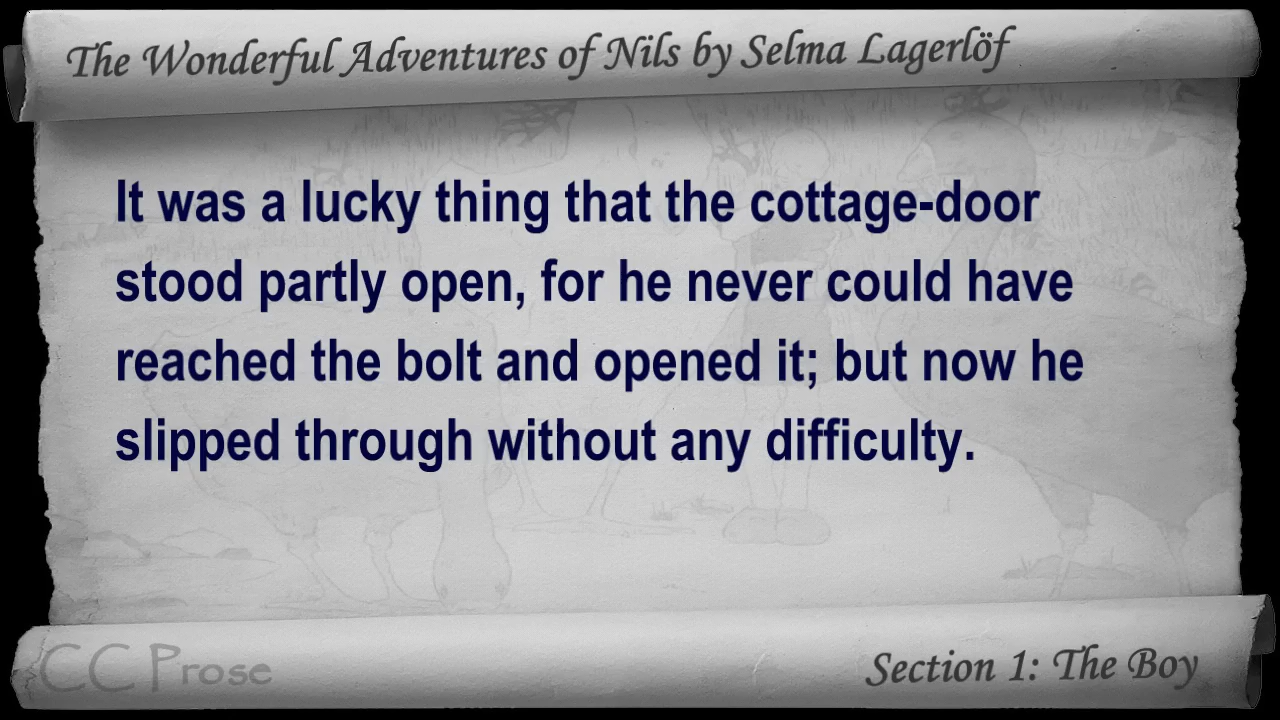 The Wonderful Adventures of Nils by Selma Lagerlöf
It was a lucky thing that the cottage-door
stood partly open, for he never could have
reached the bolt and opened it; but now he
slipped through without any difficulty.
CC Prose
Section 1: The Boy